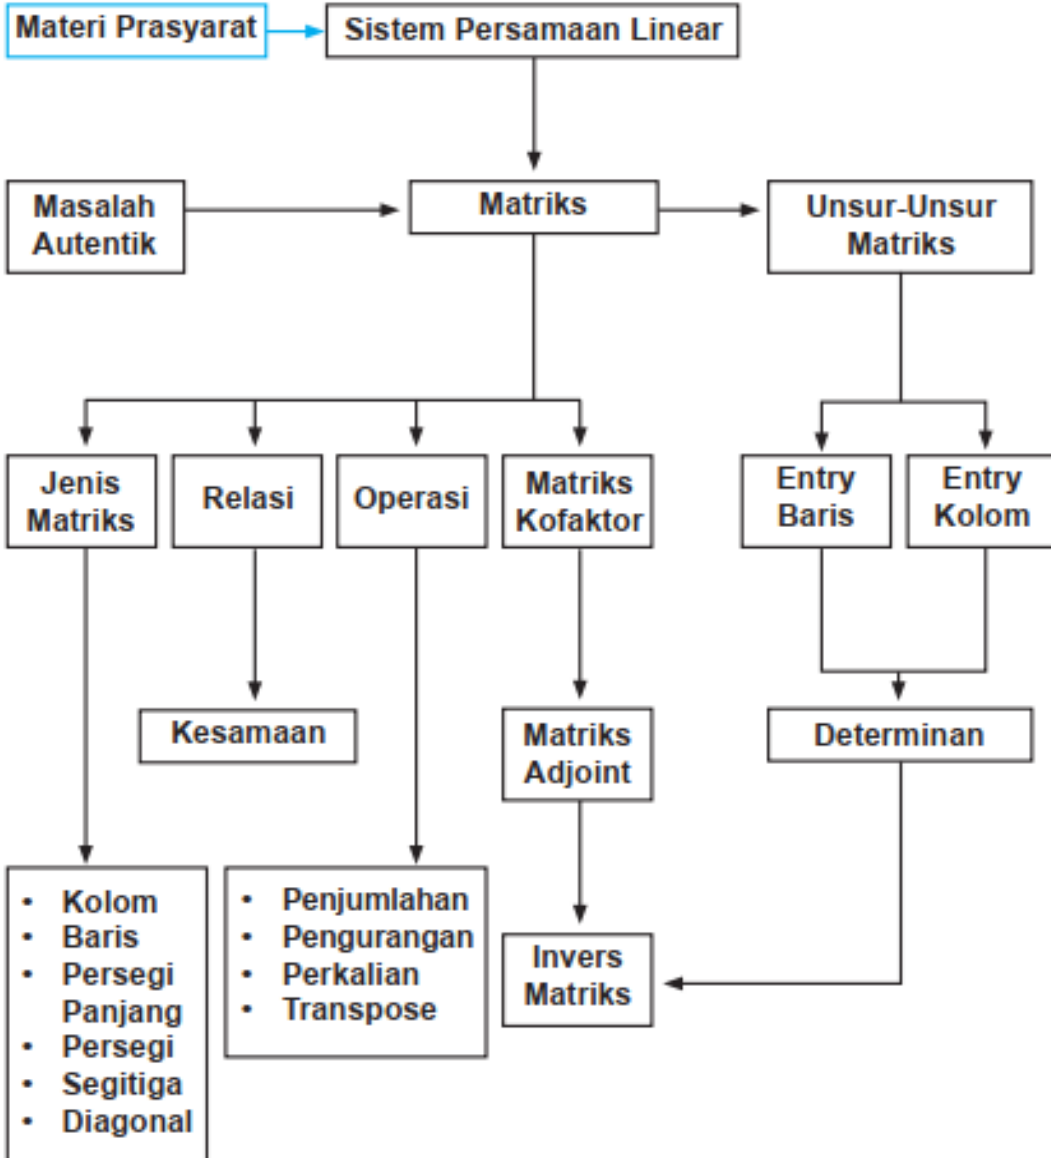 Materi Prasyarat
Sistem Persamaan Linear
Masalah
Autentik
Matriks
Unsur-Unsur
Matriks
Jenis
Matriks
Relasi
Operasi
Matriks
Kofaktor
Entry
Baris
Entry
Kolom
Kesamaan
Matriks
Adjoint
Determinan
• Kolom
• Baris
• Persegi
Panjang
• Persegi
• Segitiga
• Diagonal
• Penjumlahan
• Pengurangan
• Perkalian
• Transpose
Invers
Matriks